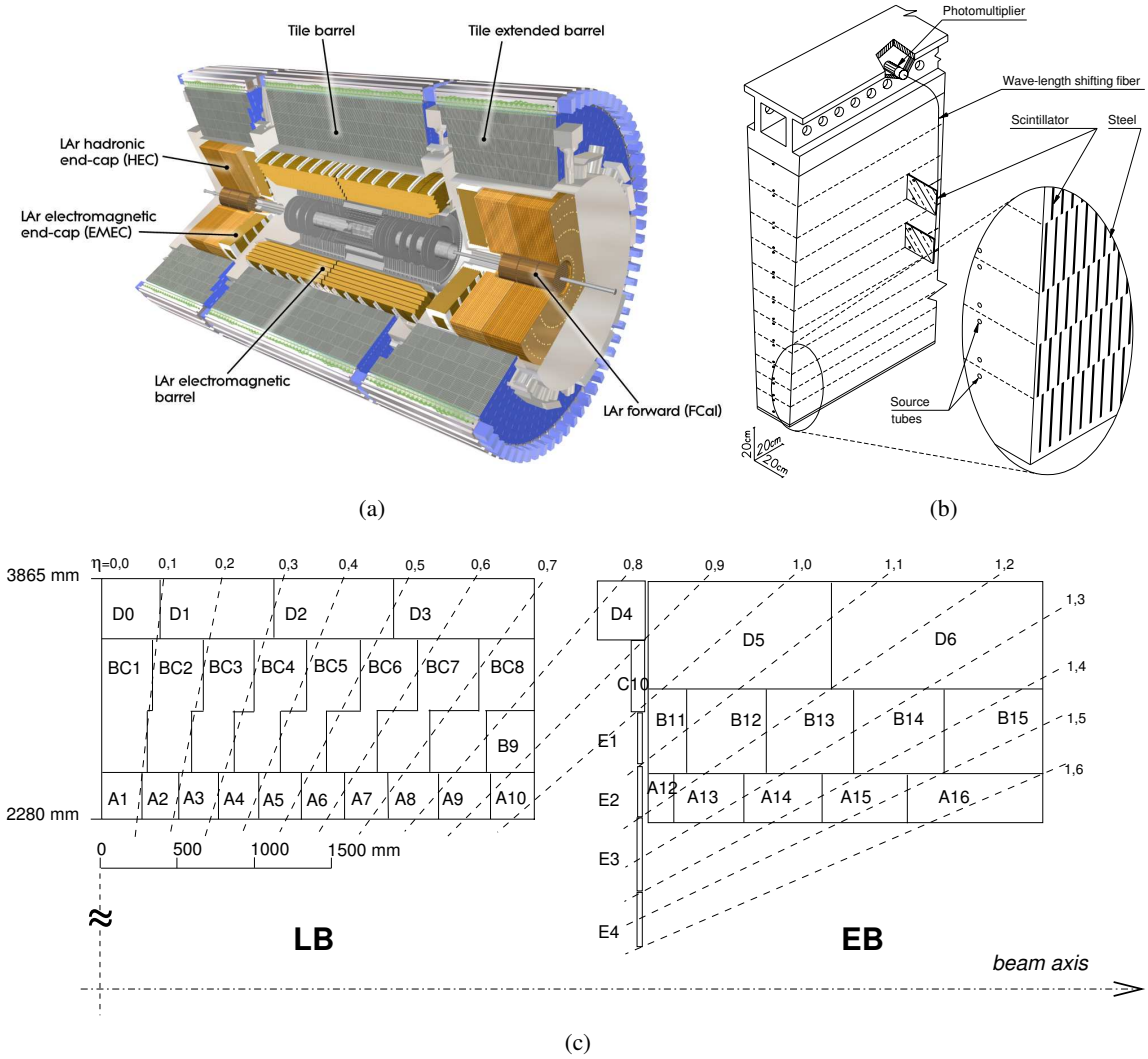 Tile barrel
Tile extended barrel
LAr hadronic
end-cap (HEC)
LAr electromagnetic
end-cap (EMEC)
LAr electromagnetic
barrel
LAr forward (FCal)
(a)
Photomultiplier
Wave-length shifting fiber
Scintillator
Steel
Source
tubes
20cm
20cm
20cm
(b)
3865 mm
η=0,0 0,1 0,2 0,3 0,4 0,5 0,6 0,7 0,8 0,9 1,0 1,1 1,2
1,3
D0 D1 D2 D3 D4 D5 D6
1,4
BC1 BC2 BC3 BC4 BC5 BC6 BC7 BC8 C10
1,5
B9 E1 B11 B12 B13 B14 B15
1,6
A1 A2 A3 A4 A5 A6 A7 A8 A9 A10 E2 A12 A13 A14 A15 A16
2280 mm
0 500 1000 1500 mm
E3
E4
LB
EB
beam axis
(c)